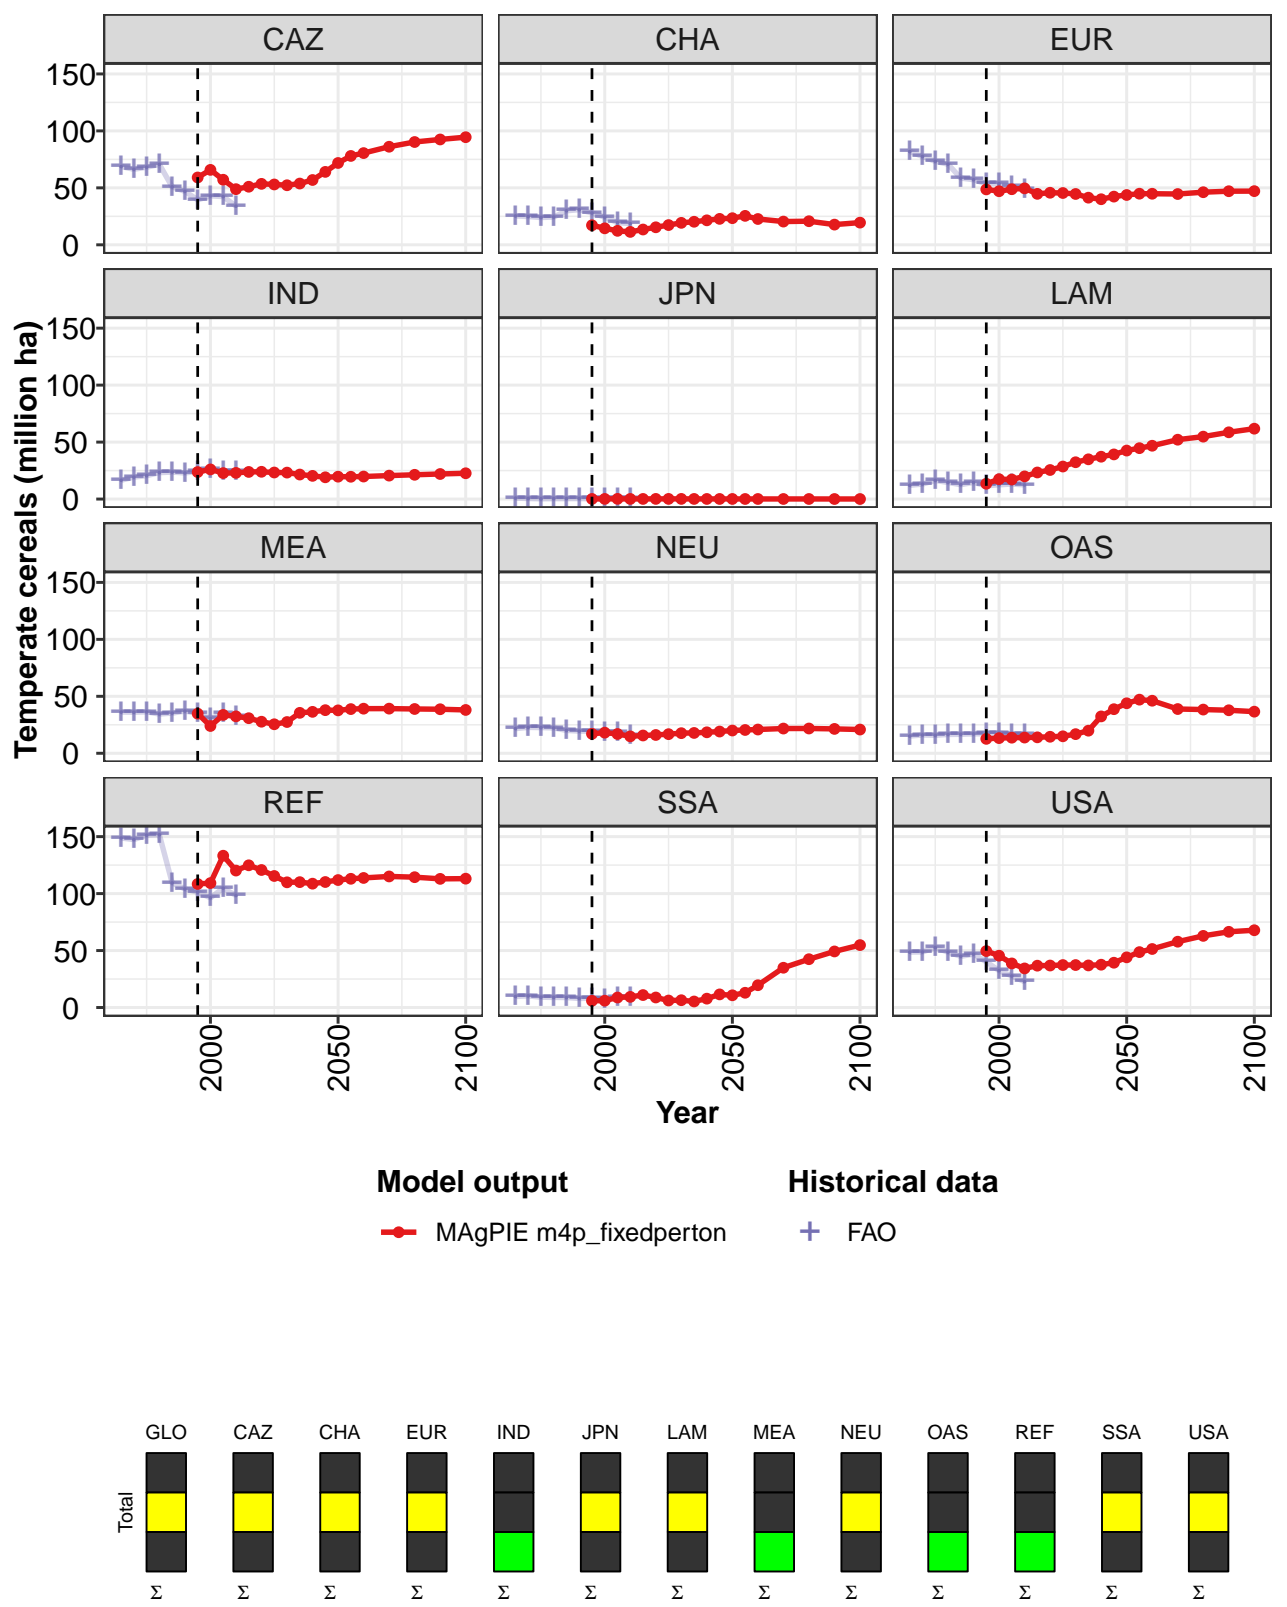 CAZ CHA EUR
150
100
50
0
IND JPN LAM
150
100
50
0
MEA NEU OAS
150
100
50
0
REF SSA USA
150
100
50
0
Temperate cereals (million ha)
2000 2050 2100 2000 2050 2100 2000 2050 2100
Year
Model output Historical data
MAgPIE m4p_fixedperton FAO
GLO CAZ CHA EUR IND JPN LAM MEA NEU OAS REF SSA USA
Total
Σ Σ Σ Σ Σ Σ Σ Σ Σ Σ Σ Σ Σ